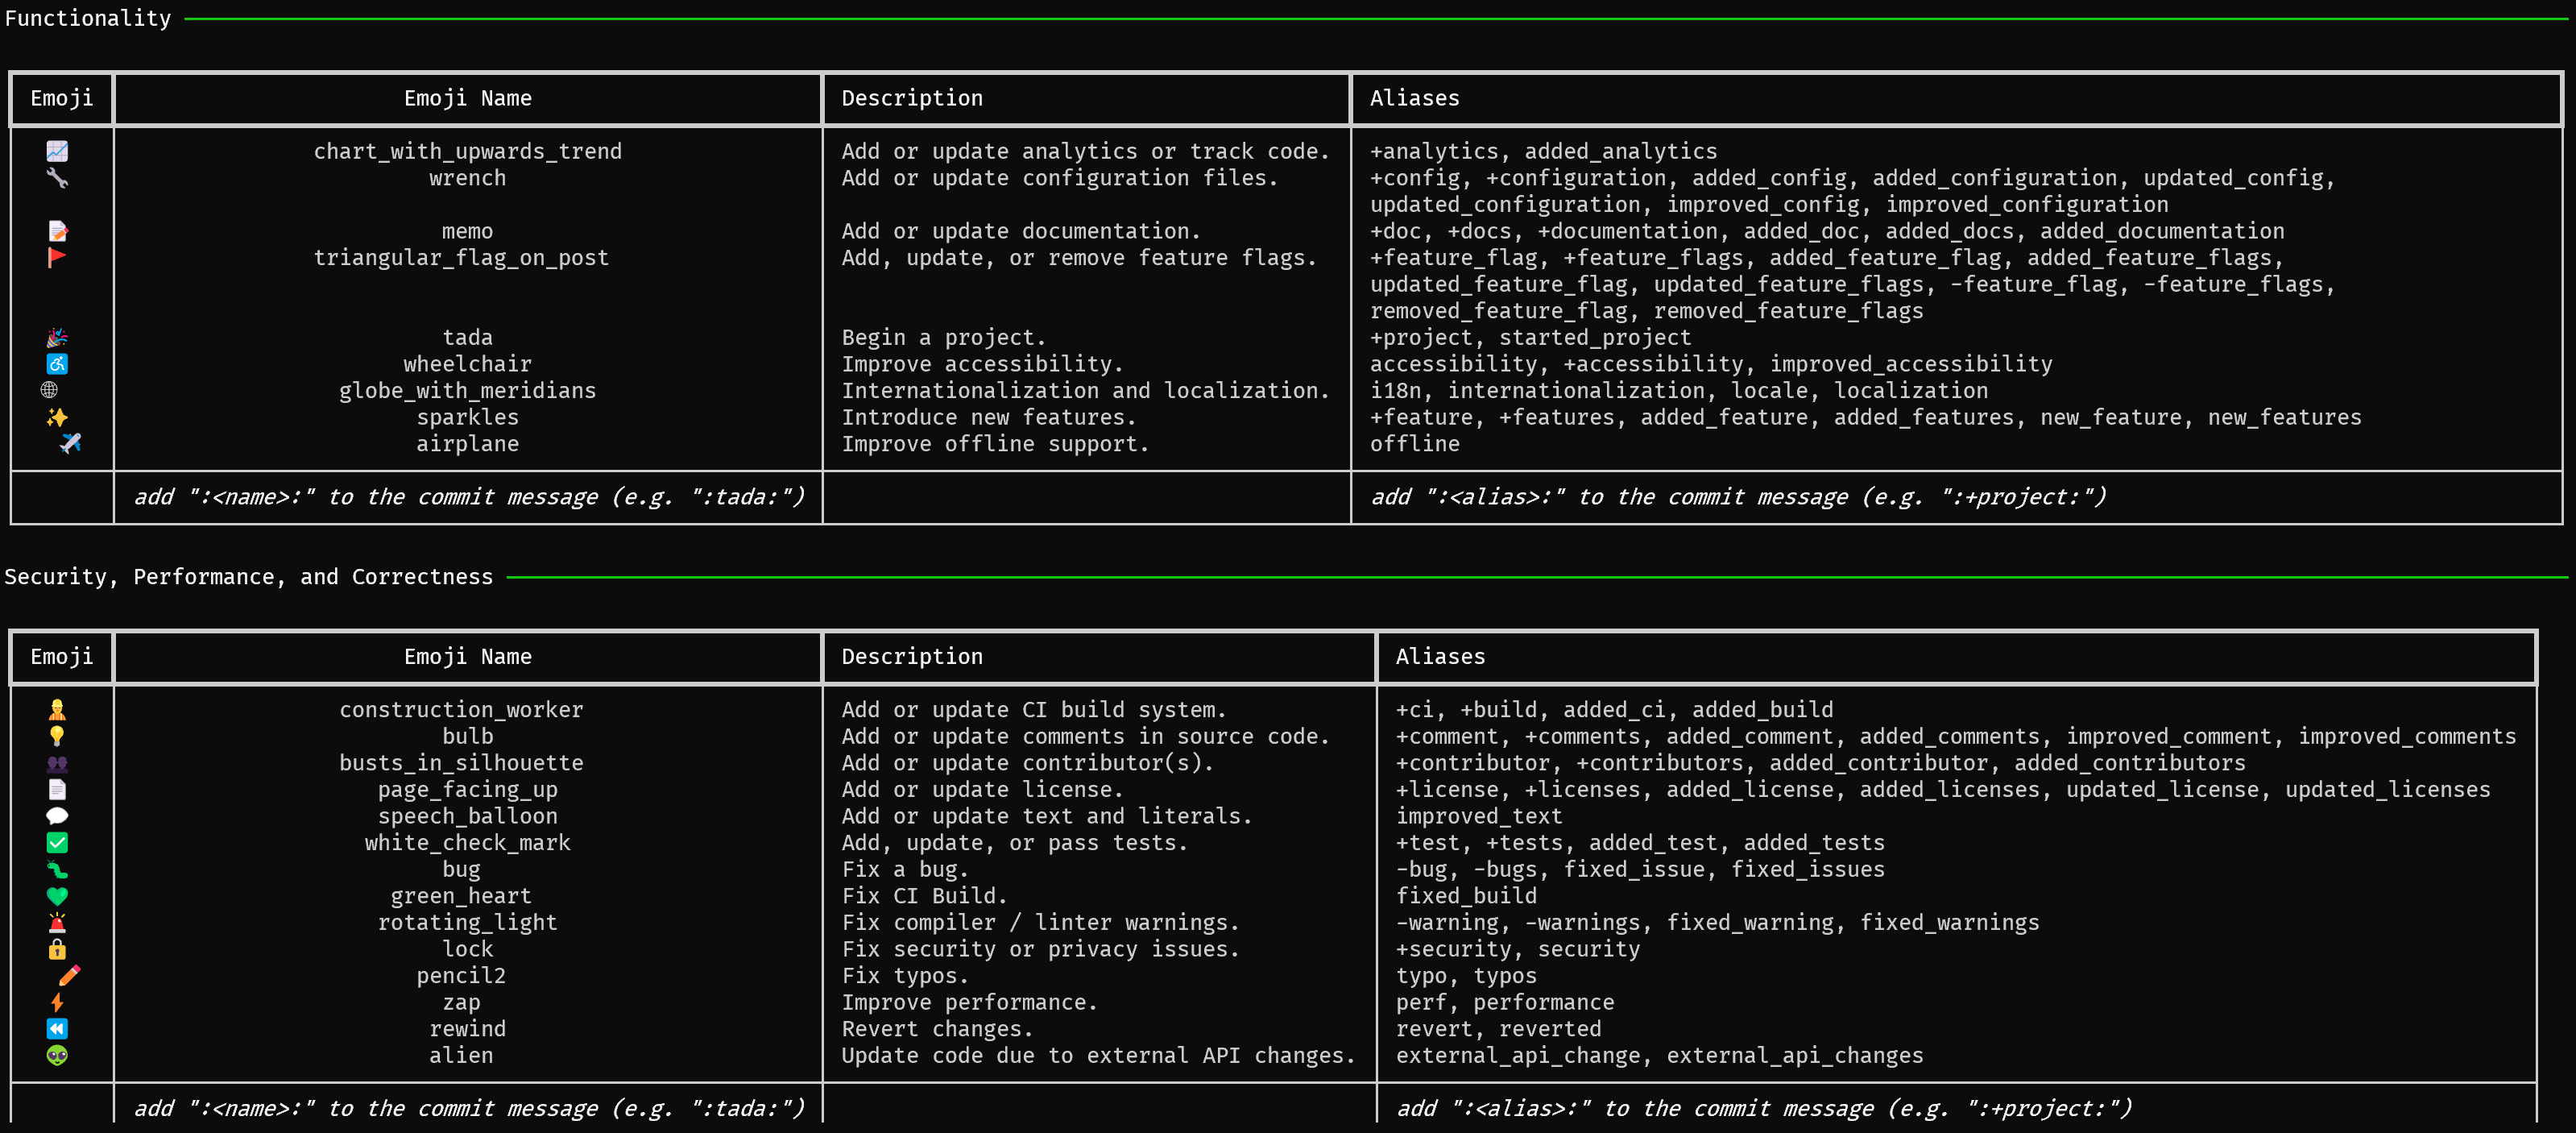 Functionality
Emoji Emoji Name Description Aliases
📈 chart_with_upwards_trend Add or update analytics or track code. +analytics, added_analytics
🔧 wrench Add or update configuration files. +config, +configuration, added_config, added_configuration, updated_config,
updated_configuration, improved_config, improved_configuration
📝 memo Add or update documentation. +doc, +docs, +documentation, added_doc, added_docs, added_documentation
🚩 triangular_flag_on_post Add, update, or remove feature flags. +feature_flag, +feature_flags, added_feature_flag, added_feature_flags,
updated_feature_flag, updated_feature_flags, -feature_flag, -feature_flags,
removed_feature_flag, removed_feature_flags
🎉 tada Begin a project. +project, started_project
♿ wheelchair Improve accessibility. accessibility, +accessibility, improved_accessibility
🌐 globe_with_meridians Internationalization and localization. i18n, internationalization, locale, localization
✨ sparkles Introduce new features. +feature, +features, added_feature, added_features, new_feature, new_features
✈️ airplane Improve offline support. offline
add ":<name>:" to the commit message (e.g. ":tada:") add ":<alias>:" to the commit message (e.g. ":+project:")
Security, Performance, and Correctness
Emoji Emoji Name Description Aliases
👷 construction_worker Add or update CI build system. +ci, +build, added_ci, added_build
💡 bulb Add or update comments in source code. +comment, +comments, added_comment, added_comments, improved_comment, improved_comments
👥 busts_in_silhouette Add or update contributor(s). +contributor, +contributors, added_contributor, added_contributors
📄 page_facing_up Add or update license. +license, +licenses, added_license, added_licenses, updated_license, updated_licenses
💬 speech_balloon Add or update text and literals. improved_text
✅ white_check_mark Add, update, or pass tests. +test, +tests, added_test, added_tests
🐛 bug Fix a bug. -bug, -bugs, fixed_issue, fixed_issues
💚 green_heart Fix CI Build. fixed_build
🚨 rotating_light Fix compiler / linter warnings. -warning, -warnings, fixed_warning, fixed_warnings
🔒 lock Fix security or privacy issues. +security, security
✏️ pencil2 Fix typos. typo, typos
⚡ zap Improve performance. perf, performance
⏪ rewind Revert changes. revert, reverted
👽 alien Update code due to external API changes. external_api_change, external_api_changes
add ":<name>:" to the commit message (e.g. ":tada:") add ":<alias>:" to the commit message (e.g. ":+project:")